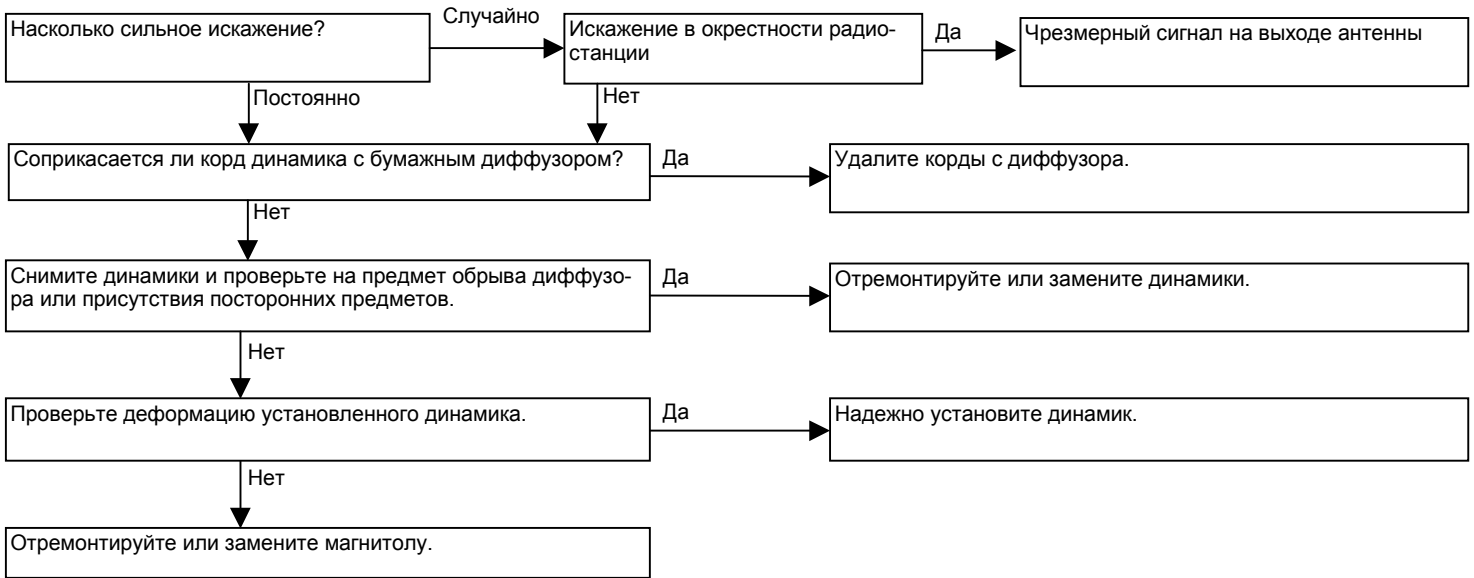 Насколько сильное искажение?
Случайно
Искажение в окрестности радио-
станции
Да
Чрезмерный сигнал на выходе антенны
Постоянно
Нет
Соприкасается ли корд динамика с бумажным диффузором?
Да
Удалите корды с диффузора.
Нет
Снимите динамики и проверьте на предмет обрыва диффузо-
ра или присутствия посторонних предметов.
Да
Отремонтируйте или замените динамики.
Нет
Проверьте деформацию установленного динамика.
Да
Надежно установите динамик.
Нет
Отремонтируйте или замените магнитолу.